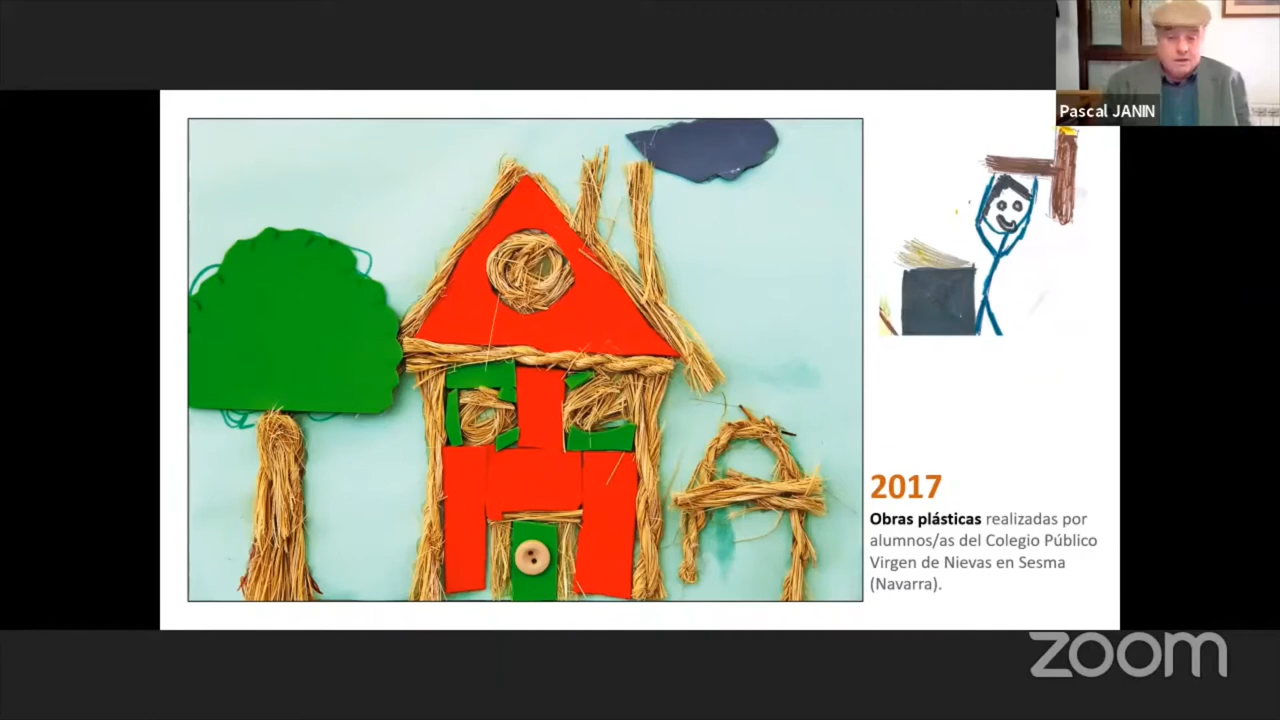 Pascal JANIN
2017
Obras plásticas realizadas por
alumnos/as del Colegio Público
Virgen de Nievas en Sesma
(Navarra).
zoom